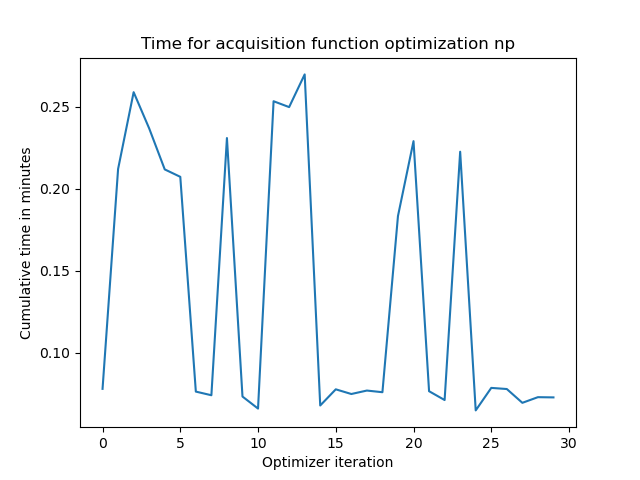 Time for acquisition function optimization np
Cumulative time in minutes
0.25
0.20
0.15
0.10
0 5 10 15 20 25 30
Optimizer iteration